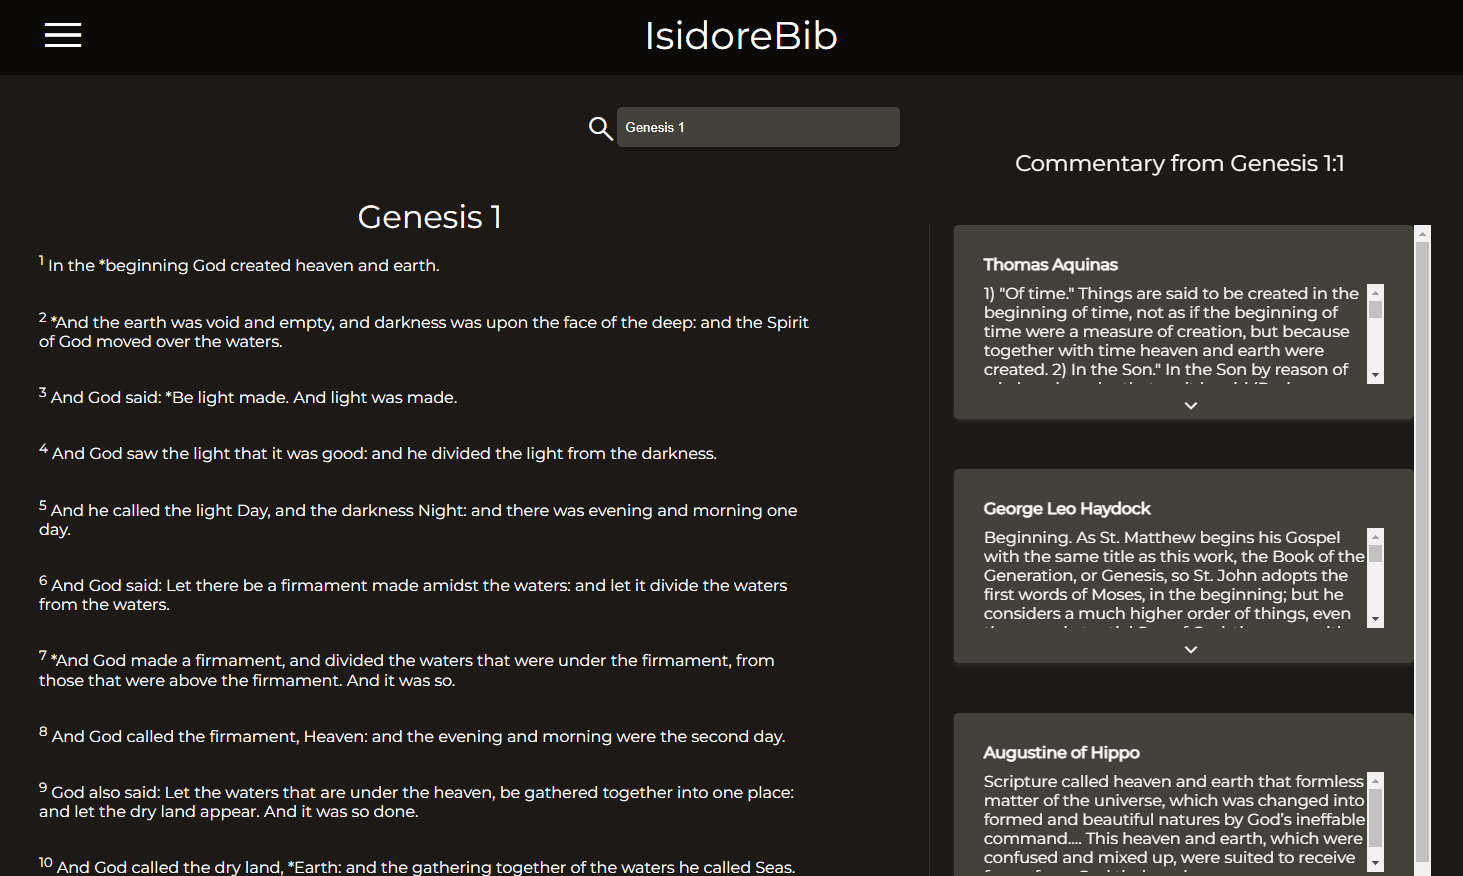 IsidoreBib
Genesis 1
Commentary from Genesis 1:1
Genesis 1
1 In the *beginning God created heaven and earth.
2 *And the earth was void and empty, and darkness was upon the face of the deep: and the Spirit
of God moved over the waters.
3 And God said: *Be light made. And light was made.
4 And God saw the light that it was good: and he divided the light from the darkness.
5 And he called the light Day, and the darkness Night: and there was evening and morning one
day.
6 And God said: Let there be a firmament made amidst the waters: and let it divide the waters
from the waters.
7 *And God made a firmament, and divided the waters that were under the firmament, from
those that were above the firmament. And it was so.
8 And God called the firmament, Heaven: and the evening and morning were the second day.
9 God also said: Let the waters that are under the heaven, be gathered together into one place:
and let the dry land appear. And it was so done.
10 And God called the dry land, *Earth: and the gathering together of the waters he called Seas.
Thomas Aquinas
1) "Of time." Things are said to be created in the
beginning of time, not as if the beginning of
time were a measure of creation, but because
together with time heaven and earth were
created. 2) In the Son." In the Son by reason of
George Leo Haydock
Beginning. As St. Matthew begins his Gospel
with the same title as this work, the Book of the
Generation, or Genesis, so St. John adopts the
first words of Moses, in the beginning; but he
considers a much higher order of things, even
Augustine of Hippo
Scripture called heaven and earth that formless
matter of the universe, which was changed into
formed and beautiful natures by God's ineffable
command.... This heaven and earth, which were
confused and mixed up, were suited to receive